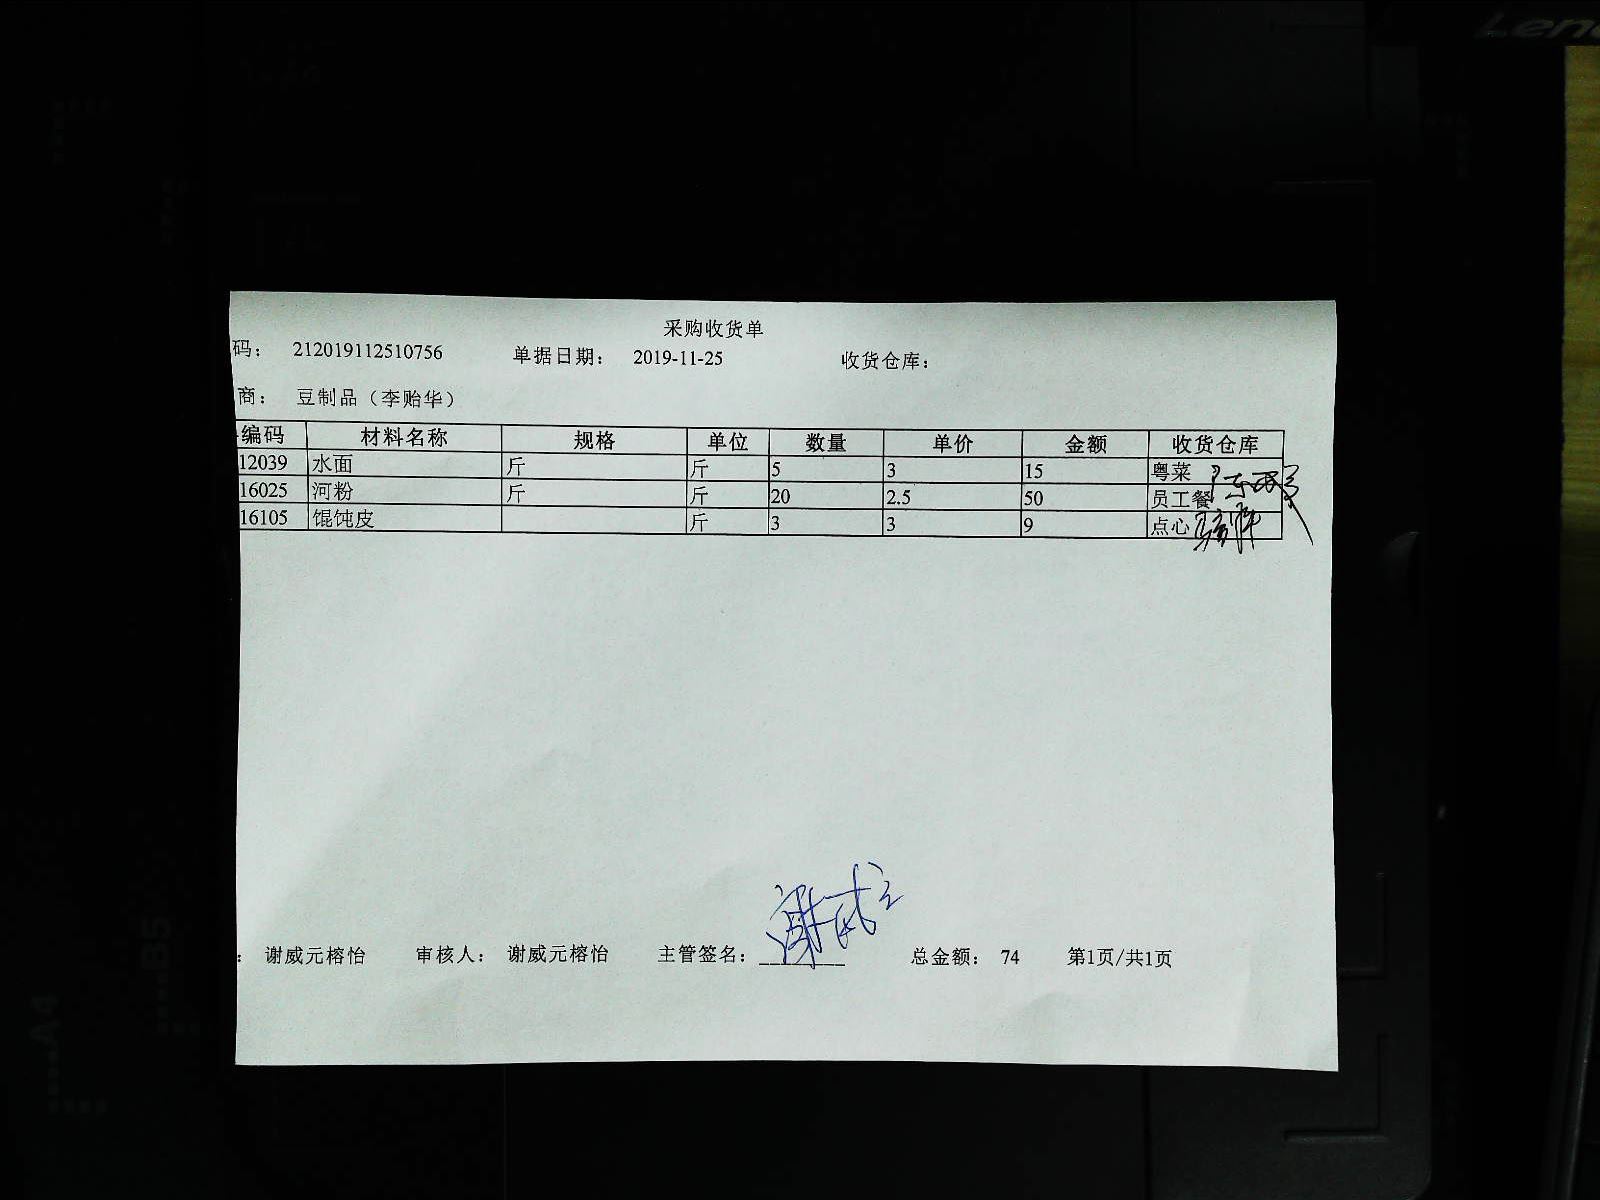 采购收货单
码： 212019112510756 单据日期： 2019-11-25 收货仓库：
商： 豆制品（李贻华）
编码 材料名称 规格 单位 数量 单价 金额 收货仓库
12039 水面 斤 斤 5 3 15 粤菜
16025 河粉 斤 斤 20 2.5 50 员工餐
16105 馄饨皮 斤 3 3 9 点心
： 谢威元榕怡 审核人： 谢威元榕怡 主管签名： 谢威元 总金额： 74 第1页/共1页
B5
A4